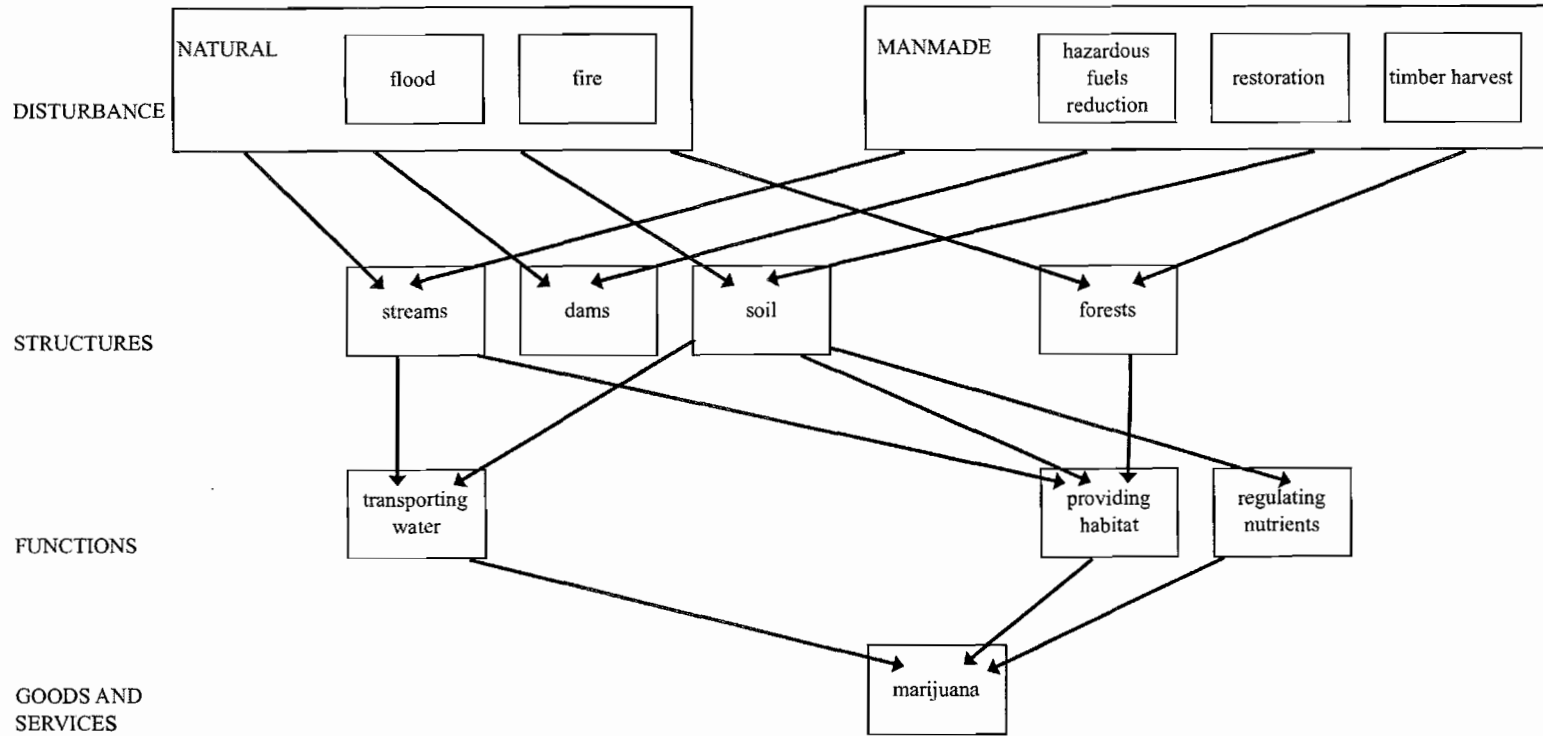 NATURAL
flood
fire
MANMADE
hazardous
fuels
reduction
restoration
timber harvest
DISTURBANCE
streams
dams
soil
forests
STRUCTURES
transporting
water
providing
habitat
regulating
nutrients
FUNCTIONS
marijuana
GOODS AND
SERVICES